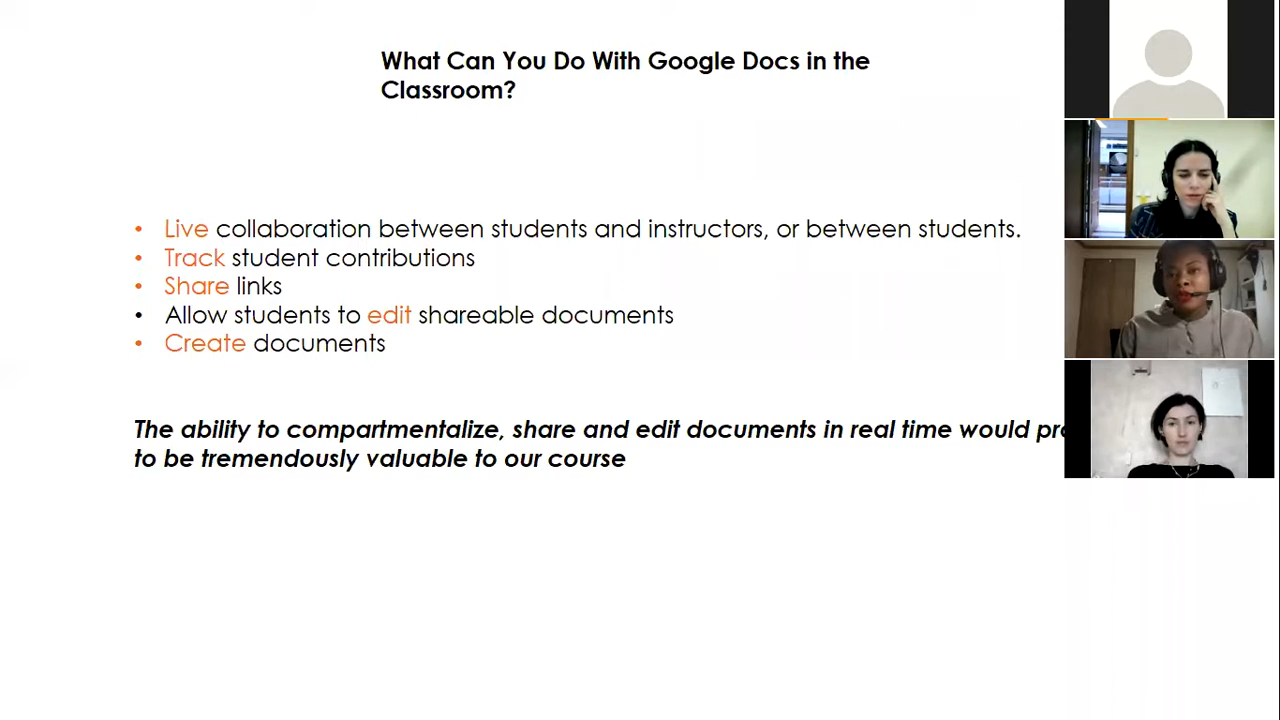 What Can You Do With Google Docs in the
Classroom?
• Live collaboration between students and instructors, or between students.
• Track student contributions
• Share links
• Allow students to edit shareable documents
• Create documents
The ability to compartmentalize, share and edit documents in real time would
to be tremendously valuable to our course